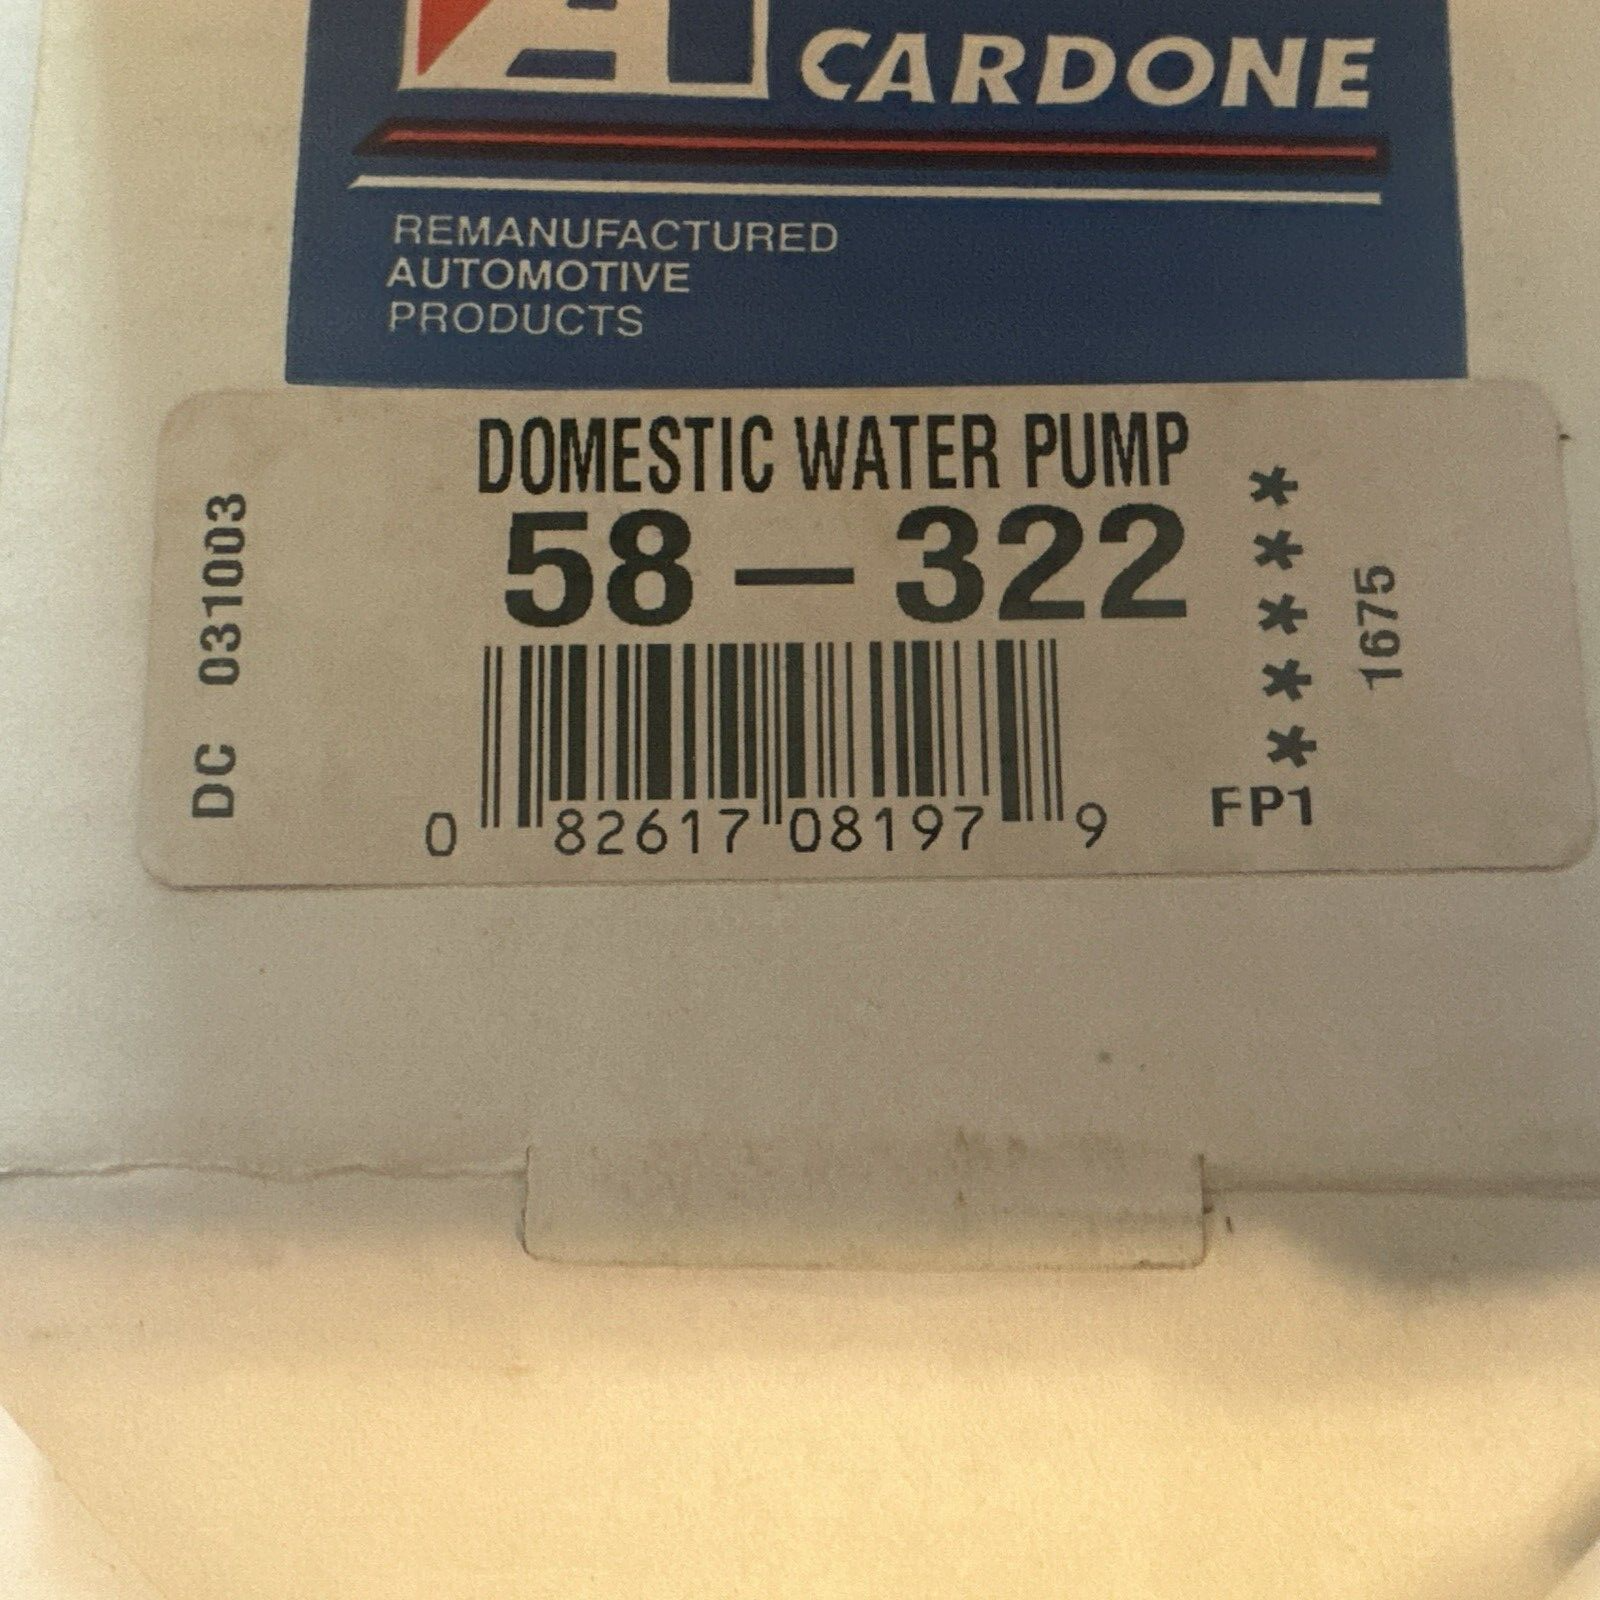 A CARDONE
REMANUFACTURED
AUTOMOTIVE
PRODUCTS
DOMESTIC WATER PUMP
58-322
DC 031003
*****
1675
FP1
0 82617 08197 9